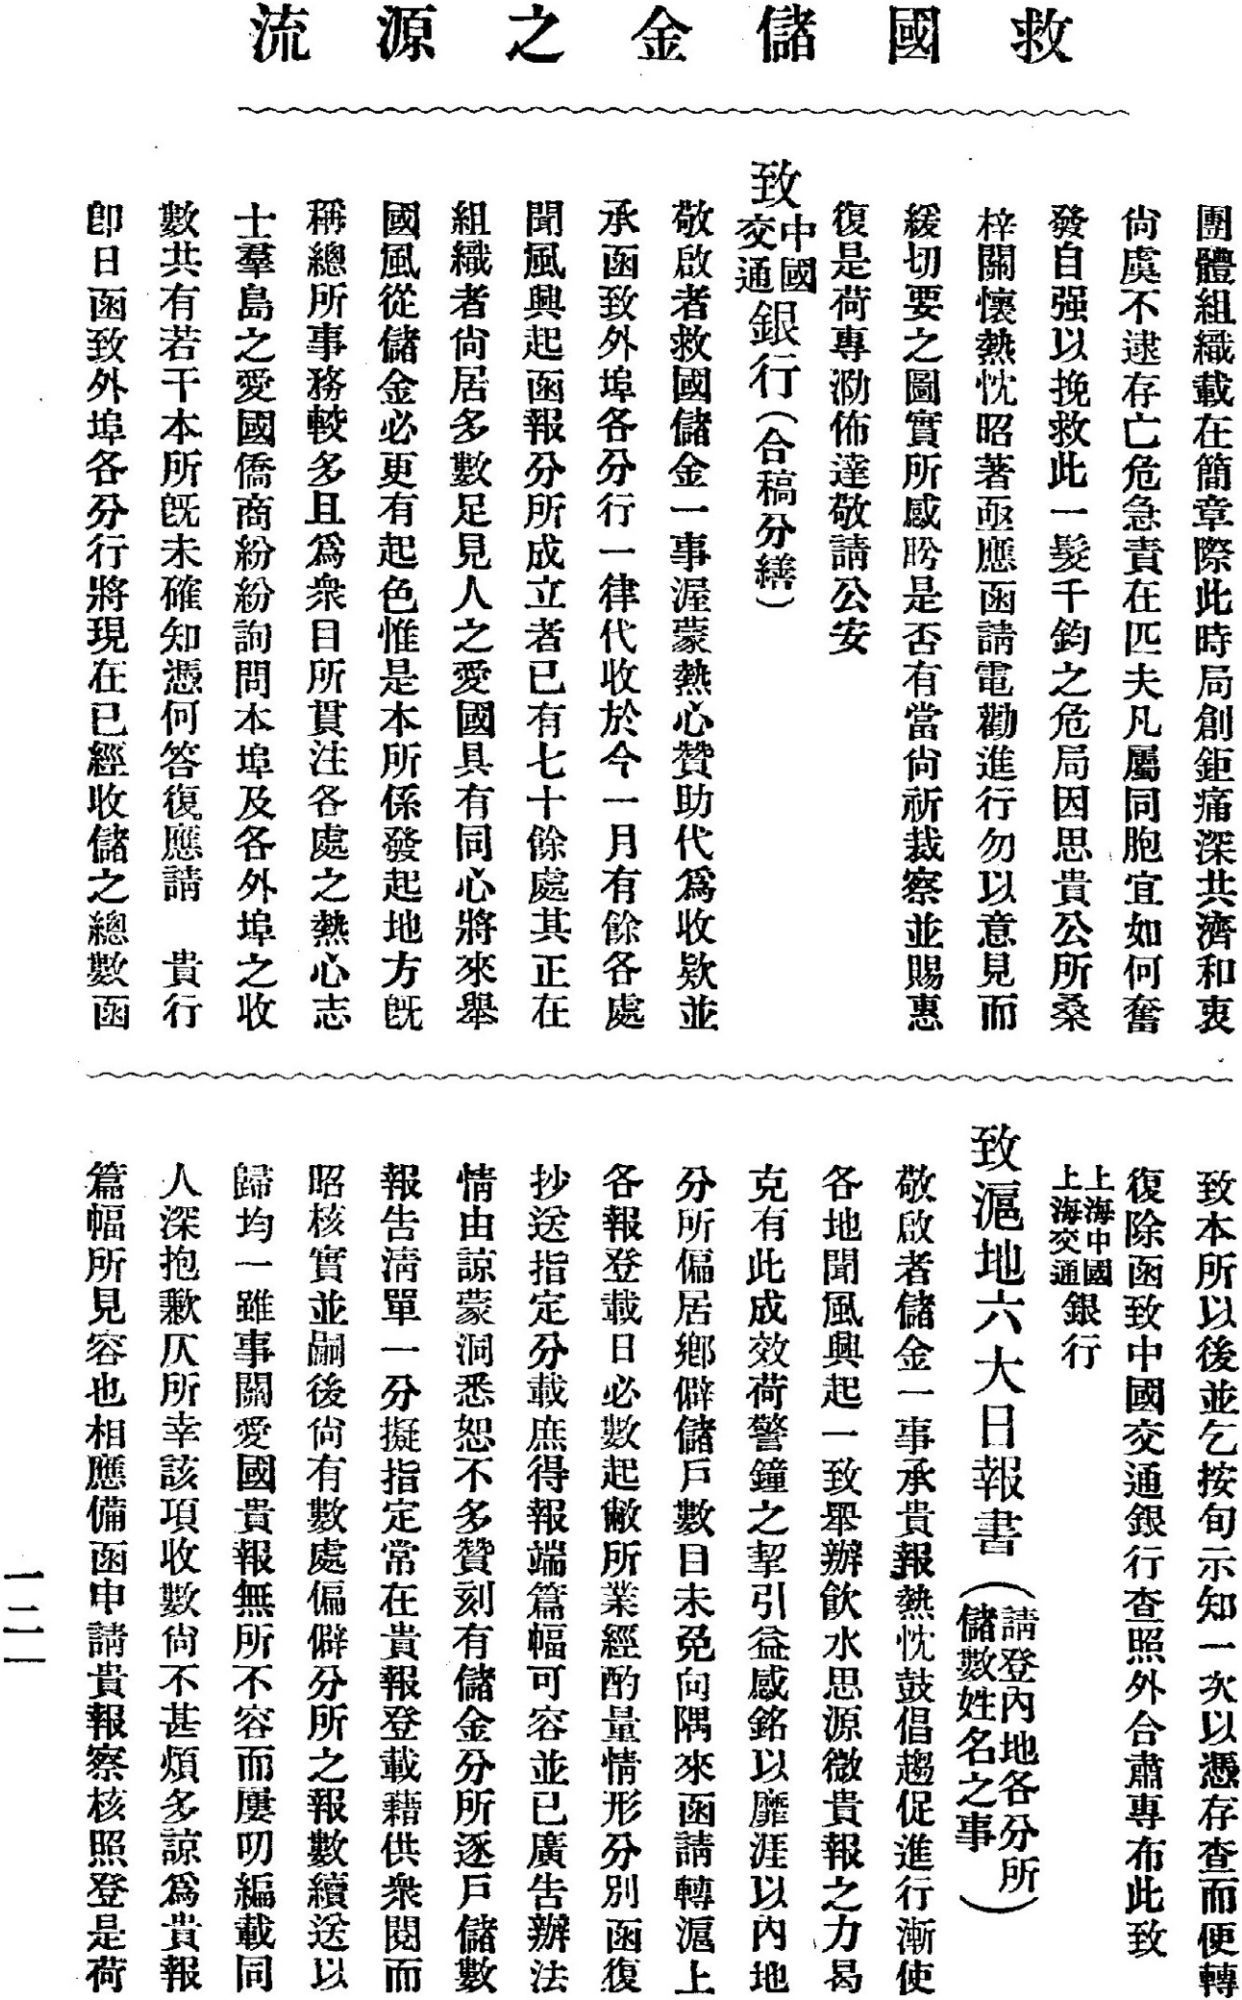 救國儲金之源流
團體組織載在簡章際此時局創鉅痛深共濟和衷
尙虞不逮存亡危急責在匹夫凡屬同胞宜如何奮
發自强以挽救此一髮千鈞之危局因思貴公所桑
梓關懷熱忱昭著亟應函請電勸進行勿以意見而
緩切要之圖實所感盼是否有當尙祈裁察並賜惠
復是荷專泐佈達敬請公安
致中國交通銀行（合稿分繕）
敬啟者救國儲金一事渥蒙熱心贊助代爲收欵並
承函致外埠各分行一律代收於今一月有餘各處
聞風興起函報分所成立者已有七十餘處其正在
組織者尙居多數足見人之愛國具有同心將來舉
國風從儲金必更有起色惟是本所係發起地方旣
稱總所事務較多且爲衆目所貫注各處之熱心志
士羣島之愛國僑商紛紛詢問本埠及各外埠之收
數共有若干本所旣未確知憑何答復應請　貴行
卽日函致外埠各分行將現在已經收儲之總數函
致本所以後並乞按旬示知一次以憑存查而便轉
復除函致中國交通銀行查照外合肅專布此致
上海中國上海交通銀行
致滬地六大日報書（請登內地各分所儲數姓名之事）
敬啟者儲金一事承貴報熱忱鼓倡趨促進行漸使
各地聞風興起一致舉辦飲水思源微貴報之力曷
克有此成效荷警鐘之挈引益感銘以靡涯以內地
分所偏居鄉僻儲戶數目未免向隅來函請轉滬上
各報登載日必數起敝所業經酌量情形分別函復
抄送指定分載庶得報端篇幅可容並已廣告辦法
情由諒蒙洞悉恕不多贊刻有儲金分所逐戶儲數
報告淸單一分擬指定常在貴報登載藉供衆閱而
昭核實並嗣後尙有數處偏僻分所之報數續送以
歸均一雖事關愛國貴報無所不容而屢叨編載同
人深抱歉仄所幸該項收數尙不甚煩多諒爲貴報
篇幅所見容也相應備函申請貴報察核照登是荷
一二一